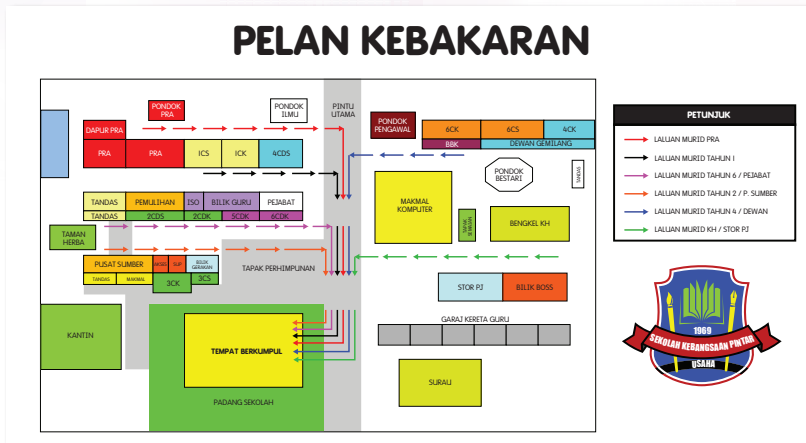 PELAN KEBAKARAN
PONDOK
PRA
PONDOK
ILMU
PINTU
UTAMA
PONDOK
PENGAWAL
6CK
6CS
4CK
BBK
DEWAN GEMILANG
DAPUR PRA
PRA
PRA
1CS
1CK
4CDS
PONDOK
BESTARI
TANDAS
MAKMAL
KOMPUTER
BENGKEL KH
TANDAS
PEMULIHAN
ISO
BILIK GURU
PEJABAT
TANDAS
2CDS
2CDK
5CDK
6CDK
TAMAN
HERBA
PUSAT SUMBER
BILIK
GERAKAN
TANDAS
MAKMAL
3CK
3CS
TAPAK PERHIMPUNAN
STOR PJ
BILIK BOSS
GARAJ KERETA GURU
KANTIN
TEMPAT BERKUMPUL
PADANG SEKOLAH
SURAU
PETUNJUK
LALUAN MURID PRA
LALUAN MURID TAHUN 1
LALUAN MURID TAHUN 6 / PEJABAT
LALUAN MURID TAHUN 2 / P. SUMBER
LALUAN MURID TAHUN 4 / DEWAN
LALUAN MURID KH / STOR PJ
1969
SEKOLAH KEBANGSAAN PINTAR
USAHA